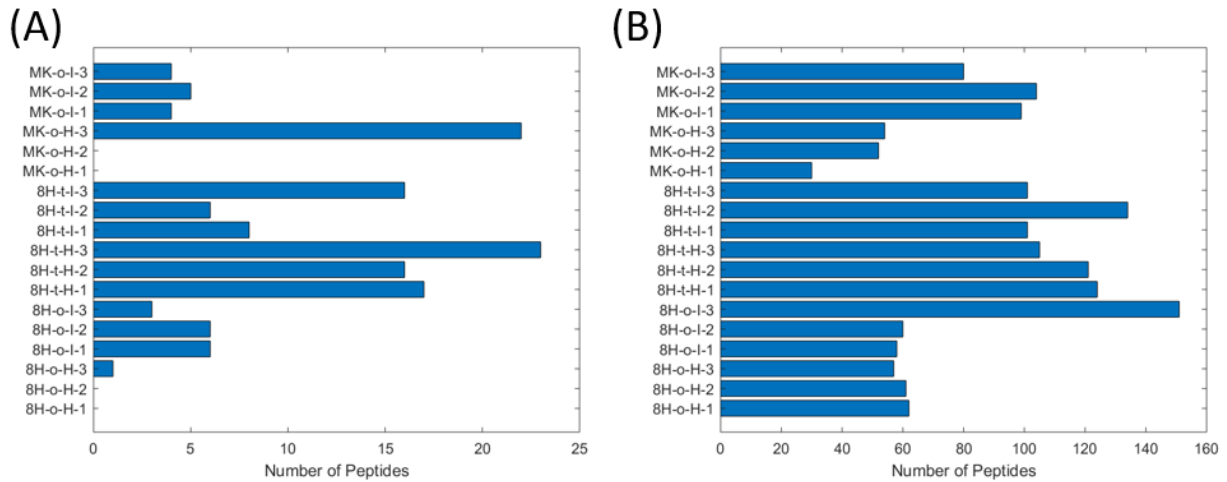 (A)
MK-o-I-3
MK-o-I-2
MK-o-I-1
MK-o-H-3
MK-o-H-2
MK-o-H-1
8H-t-I-3
8H-t-I-2
8H-t-I-1
8H-t-H-3
8H-t-H-2
8H-t-H-1
8H-o-I-3
8H-o-I-2
8H-o-I-1
8H-o-H-3
8H-o-H-2
8H-o-H-1
0 5 10 15 20 25
Number of Peptides
(B)
MK-o-I-3
MK-o-I-2
MK-o-I-1
MK-o-H-3
MK-o-H-2
MK-o-H-1
8H-t-I-3
8H-t-I-2
8H-t-I-1
8H-t-H-3
8H-t-H-2
8H-t-H-1
8H-o-I-3
8H-o-I-2
8H-o-I-1
8H-o-H-3
8H-o-H-2
8H-o-H-1
0 20 40 60 80 100 120 140 160
Number of Peptides